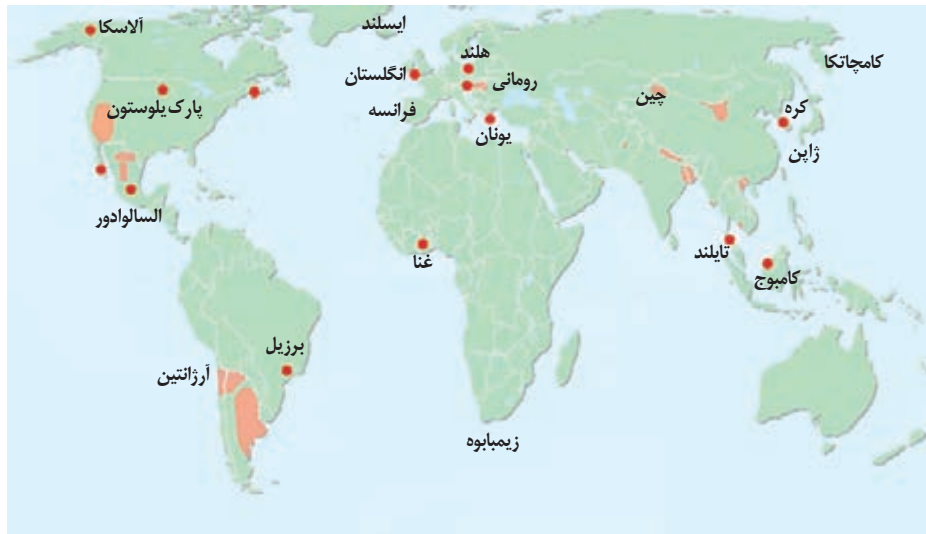 آلاسکا
ایسلند
هلند
کامچاتکا
انگلستان
رومانی
پارک یلوستون
چین
فرانسه
کره
یونان
ژاپن
السالوادور
تایلند
غنا
کامبوج
برزیل
آرژانتین
زیمبابوه